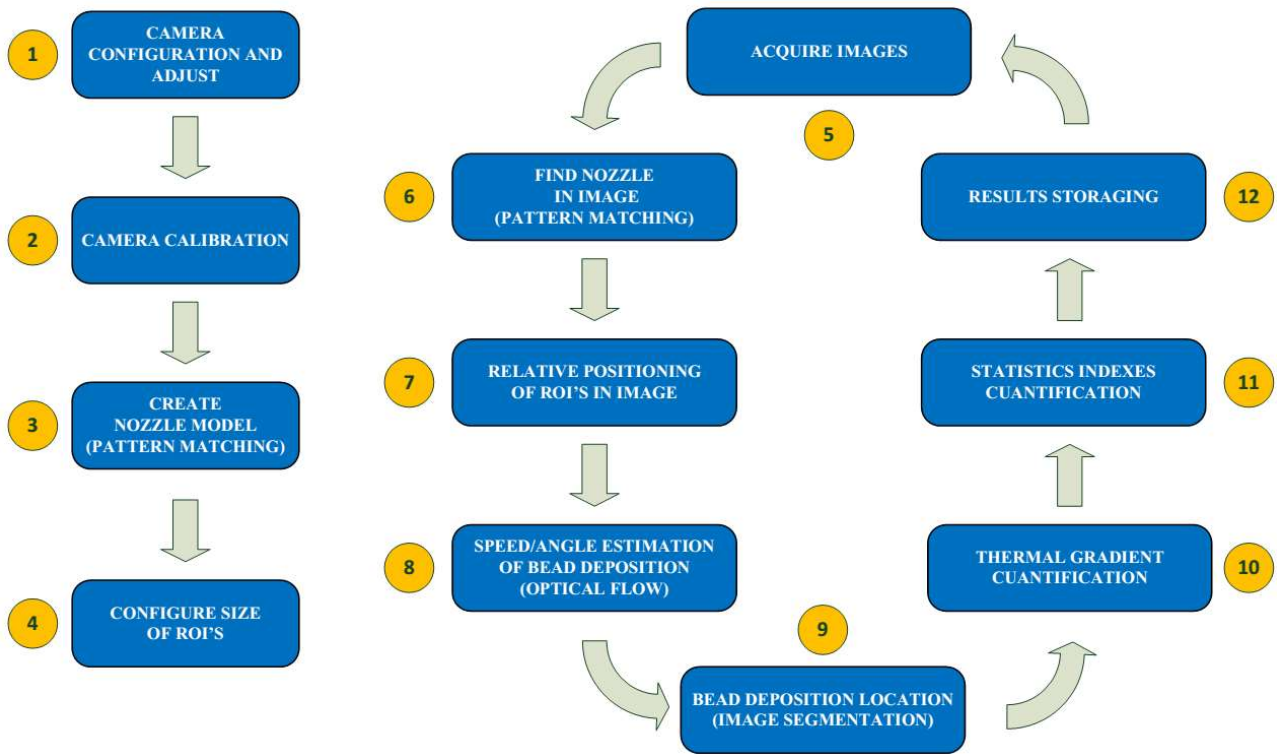 1
CAMERA
CONFIGURATION AND
ADJUST
2
CAMERA CALIBRATION
3
CREATE
NOZZLE MODEL
(PATTERN MATCHING)
4
CONFIGURE SIZE
OF ROI'S
ACQUIRE IMAGES
5
6
FIND NOZZLE
IN IMAGE
(PATTERN MATCHING)
7
RELATIVE POSITIONING
OF ROI'S IN IMAGE
8
SPEED/ANGLE ESTIMATION
OF BEAD DEPOSITION
(OPTICAL FLOW)
9
BEAD DEPOSITION LOCATION
(IMAGE SEGMENTATION)
THERMAL GRADIENT
CUANTIFICATION
10
STATISTICS INDEXES
CUANTIFICATION
11
RESULTS STORAGING
12